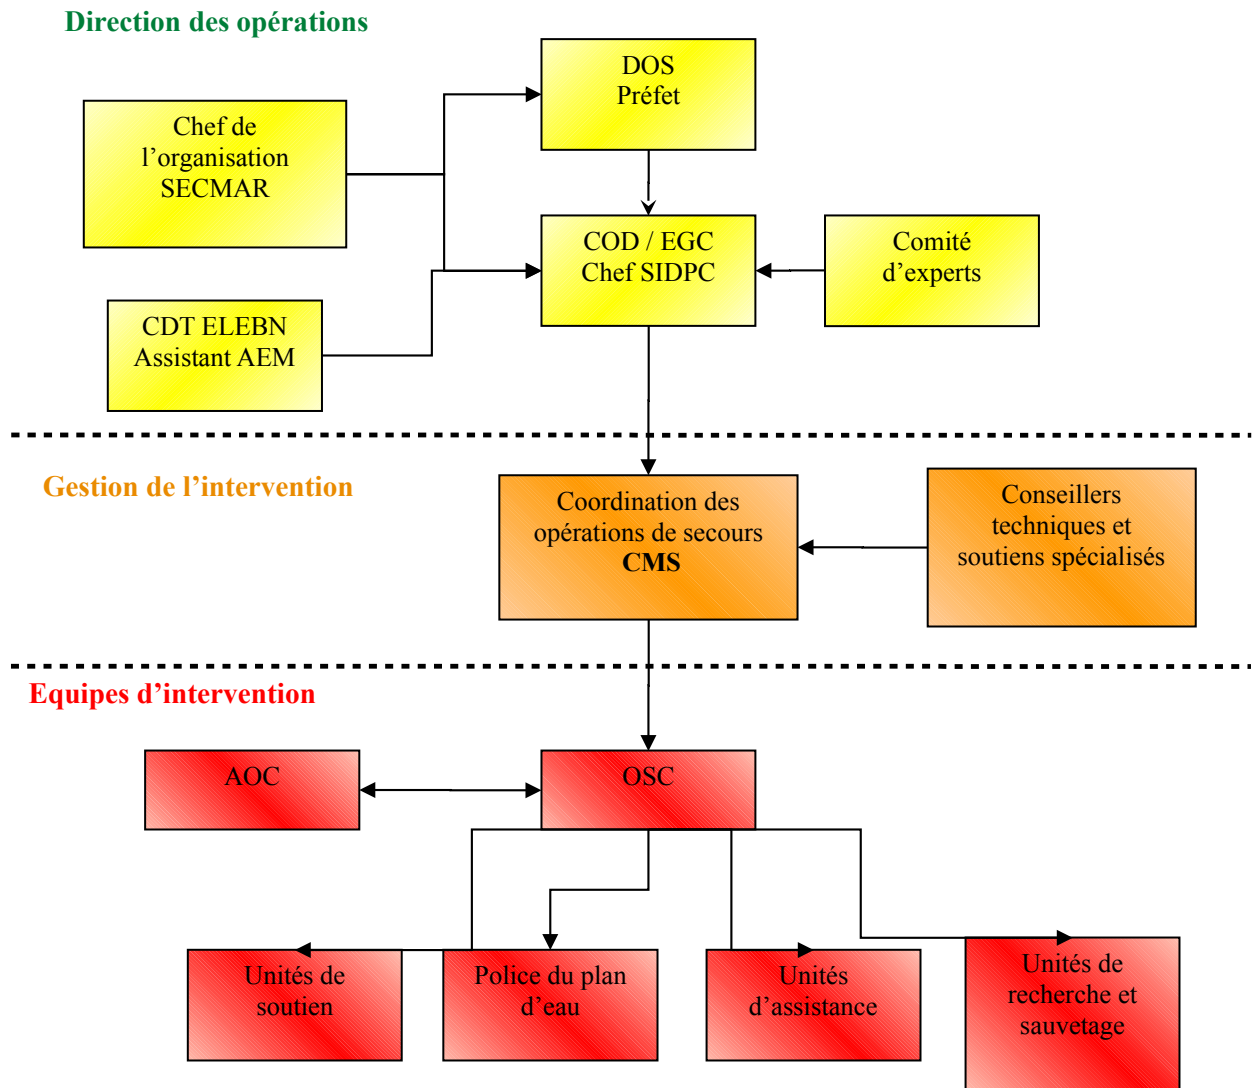 Direction des opérations
DOS
Préfet
Chef de
l’organisation
SECMAR
COD / EGC
Chef SIDPC
Comité
d’experts
CDT ELEBN
Assistant AEM
Gestion de l’intervention
Coordination des
opérations de secours
CMS
Conseillers
techniques et
soutiens spécialisés
Equipes d’intervention
AOC
OSC
Unités de
soutien
Police du plan
d’eau
Unités
d’assistance
Unités de
recherche et
sauvetage